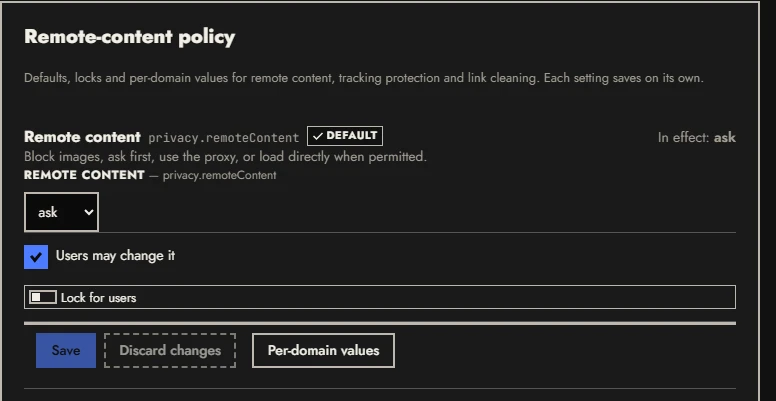 Remote-content policy
Defaults, locks and per-domain values for remote content, tracking protection and link cleaning. Each setting saves on its own.
Remote content privacy.remoteContent ✓ DEFAULT In effect: ask
Block images, ask first, use the proxy, or load directly when permitted.
REMOTE CONTENT — privacy.remoteContent
ask
Users may change it
Lock for users
Save Discard changes Per-domain values